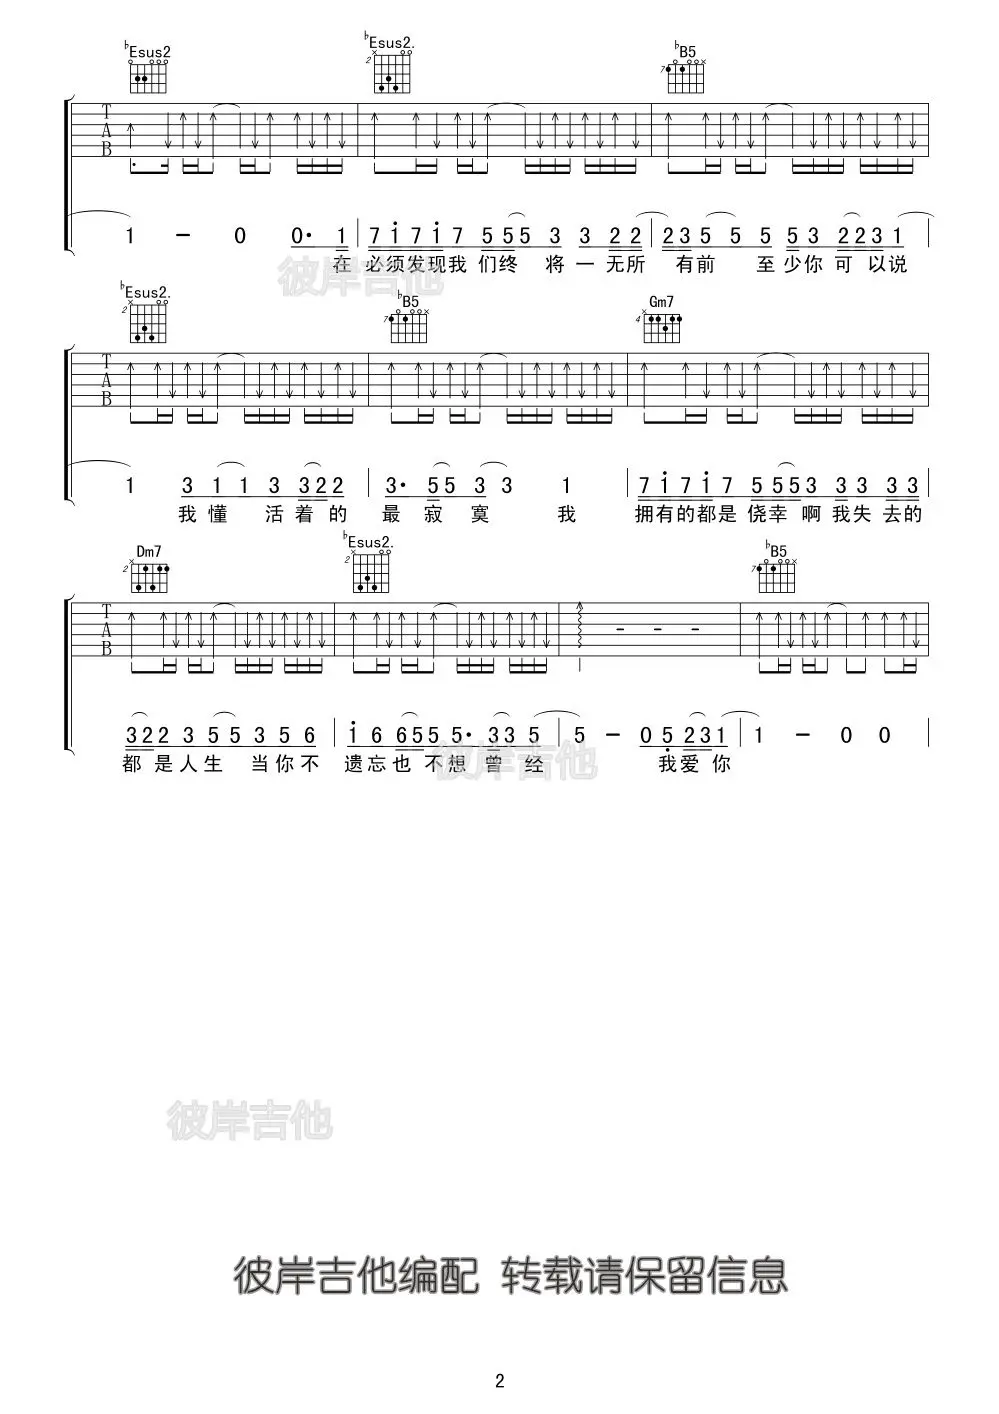 ♭Esus2 ♭Esus2. ♭B5
2 7
T
A
B
1 — 0 0· 1 7 i 7 i 7 5 5 5 3 3 2 2 2 3 5 5 5 5 3 2 2 3 1
在 必须发现我 们终 将 一 无所 有前 至少你可 以说
彼岸吉他
♭Esus2. ♭B5 Gm7
2 7 4
T
A
B
1 3 1 1 3 3 2 2 3· 5 5 3 3 1 7 i 7 i 7 5 5 5 3 3 3 3 3
我 懂 活 着 的 最 寂 寞 我 拥有的都是 侥 幸 啊 我失 去的
Dm7 ♭Esus2. ♭B5
2 2 7
T
A
B
3 2 2 3 5 5 3 5 6 i 6 6 5 5 5· 3 3 5 5 — 0 5 2 3 1 1 — 0 0
都 是人生 当你不 遗忘也 不想曾 经 我爱 你
彼岸吉他
彼岸吉他
彼岸吉他编配 转载请保留信息
2